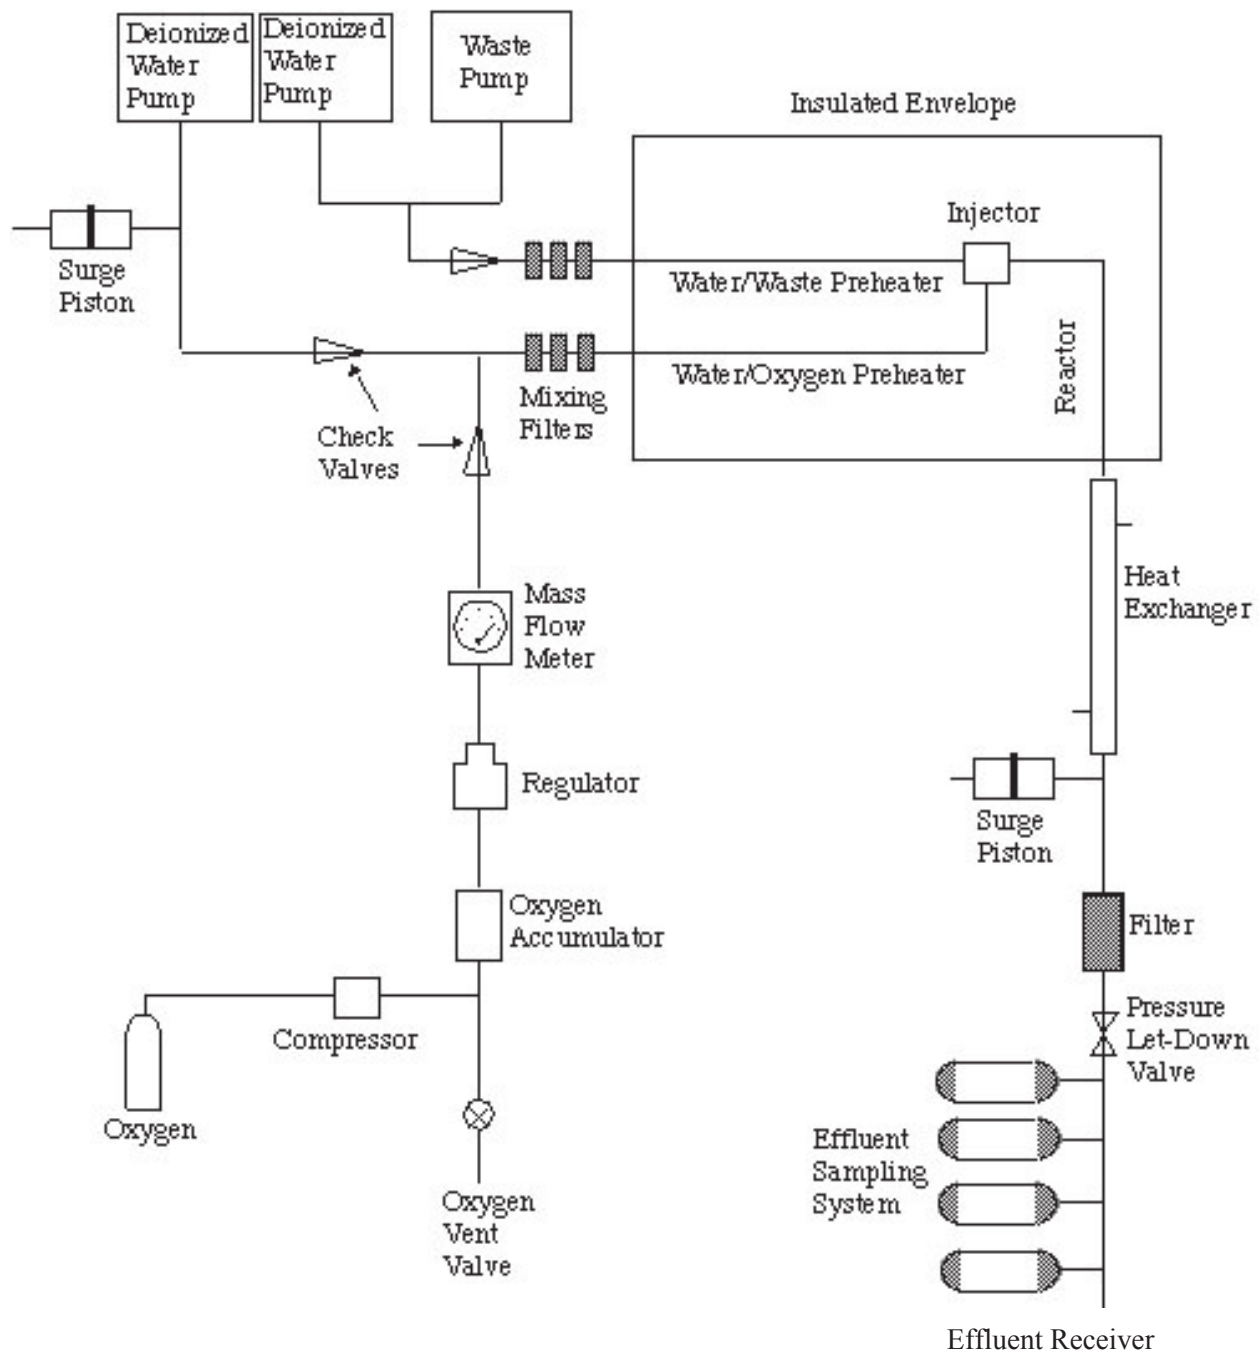 Deionized
Water
Pump
Deionized
Water
Pump
Waste
Pump
Insulated Envelope
Injector
Surge
Piston
Water/Waste Preheater
Reactor
Water/Oxygen Preheater
Mixing
Filters
Check
Valves
Heat
Exchanger
Mass
Flow
Meter
Regulator
Surge
Piston
Oxygen
Accumulator
Filter
Compressor
Pressure
Let-Down
Valve
Oxygen
Effluent
Sampling
System
Oxygen
Vent
Valve
Effluent Receiver